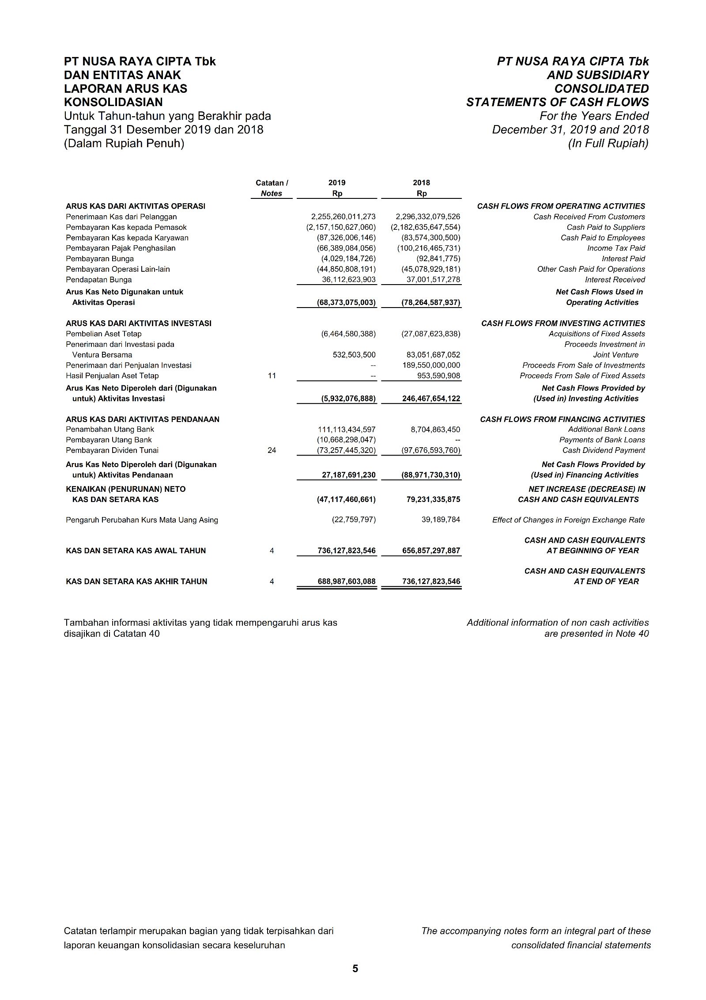 PT NUSA RAYA CIPTA Tbk
DAN ENTITAS ANAK
LAPORAN ARUS KAS
KONSOLIDASIAN
Untuk Tahun-tahun yang Berakhir pada
Tanggal 31 Desember 2019 dan 2018
(Dalam Rupiah Penuh)
PT NUSA RAYA CIPTA Tbk
AND SUBSIDIARY
CONSOLIDATED
STATEMENTS OF CASH FLOWS
For the Years Ended
December 31, 2019 and 2018
(In Full Rupiah)
Catatan / 2019 2018
Notes Rp Rp
ARUS KAS DARI AKTIVITAS OPERASI CASH FLOWS FROM OPERATING ACTIVITIES
Penerimaan Kas dari Pelanggan 2,255,260,011,273 2,296,332,079,526 Cash Received From Customers
Pembayaran Kas kepada Pemasok (2,157,150,627,060) (2,182,635,647,554) Cash Paid to Suppliers
Pembayaran Kas kepada Karyawan (87,326,006,146) (83,574,300,500) Cash Paid to Employees
Pembayaran Pajak Penghasilan (66,389,084,056) (100,216,465,731) Income Tax Paid
Pembayaran Bunga (4,029,184,726) (92,841,775) Interest Paid
Pembayaran Operasi Lain-lain (44,850,808,191) (45,078,929,181) Other Cash Paid for Operations
Pendapatan Bunga 36,112,623,903 37,001,517,278 Interest Received
Arus Kas Neto Digunakan untuk Net Cash Flows Used in
Aktivitas Operasi (68,373,075,003) (78,264,587,937) Operating Activities
ARUS KAS DARI AKTIVITAS INVESTASI CASH FLOWS FROM INVESTING ACTIVITIES
Pembelian Aset Tetap (6,464,580,388) (27,087,623,838) Acquisitions of Fixed Assets
Penerimaan dari Investasi pada Proceeds Investment in
Ventura Bersama 532,503,500 83,051,687,052 Joint Venture
Penerimaan dari Penjualan Investasi -- 189,550,000,000 Proceeds From Sale of Investments
Hasil Penjualan Aset Tetap 11 -- 953,590,908 Proceeds From Sale of Fixed Assets
Arus Kas Neto Diperoleh dari (Digunakan Net Cash Flows Provided by
untuk) Aktivitas Investasi (5,932,076,888) 246,467,654,122 (Used in) Investing Activities
ARUS KAS DARI AKTIVITAS PENDANAAN CASH FLOWS FROM FINANCING ACTIVITIES
Penambahan Utang Bank 111,113,434,597 8,704,863,450 Additional Bank Loans
Pembayaran Utang Bank (10,668,298,047) -- Payments of Bank Loans
Pembayaran Dividen Tunai 24 (73,257,445,320) (97,676,593,760) Cash Dividend Payment
Arus Kas Neto Diperoleh dari (Digunakan Net Cash Flows Provided by
untuk) Aktivitas Pendanaan 27,187,691,230 (88,971,730,310) (Used in) Financing Activities
KENAIKAN (PENURUNAN) NETO NET INCREASE (DECREASE) IN
KAS DAN SETARA KAS (47,117,460,661) 79,231,335,875 CASH AND CASH EQUIVALENTS
Pengaruh Perubahan Kurs Mata Uang Asing (22,759,797) 39,189,784 Effect of Changes in Foreign Exchange Rate
CASH AND CASH EQUIVALENTS
KAS DAN SETARA KAS AWAL TAHUN 4 736,127,823,546 656,857,297,887 AT BEGINNING OF YEAR
CASH AND CASH EQUIVALENTS
KAS DAN SETARA KAS AKHIR TAHUN 4 688,987,603,088 736,127,823,546 AT END OF YEAR
Tambahan informasi aktivitas yang tidak mempengaruhi arus kas
disajikan di Catatan 40
Additional information of non cash activities
are presented in Note 40
Catatan terlampir merupakan bagian yang tidak terpisahkan dari
laporan keuangan konsolidasian secara keseluruhan
The accompanying notes form an integral part of these
consolidated financial statements
5